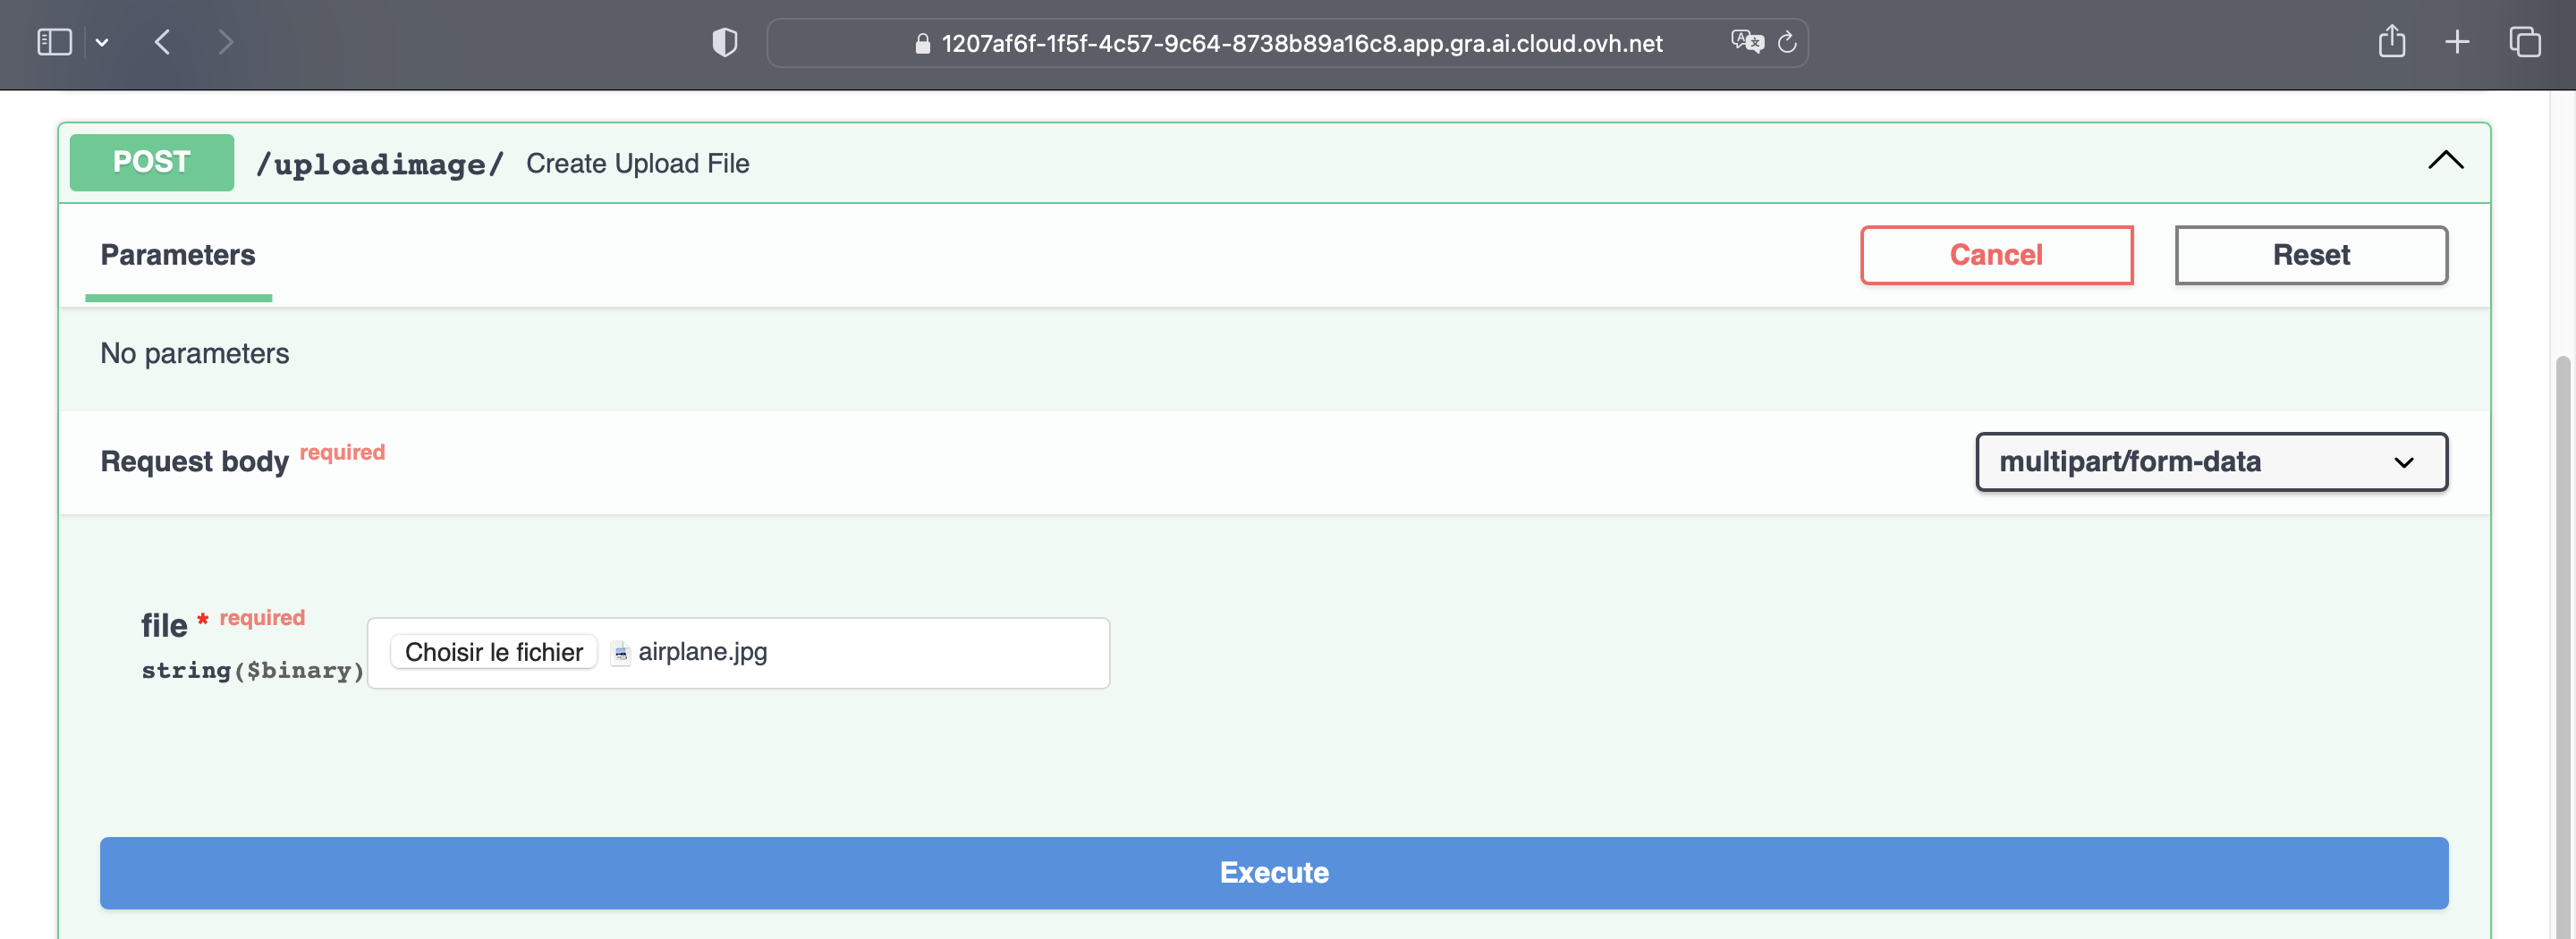 1207af6f-1f5f-4c57-9c64-8738b89a16c8.app.gra.ai.cloud.ovh.net
POST /uploadimage/ Create Upload File
Parameters Cancel Reset
No parameters
Request body required multipart/form-data
file * required
string($binary) Choisir le fichier airplane.jpg
Execute